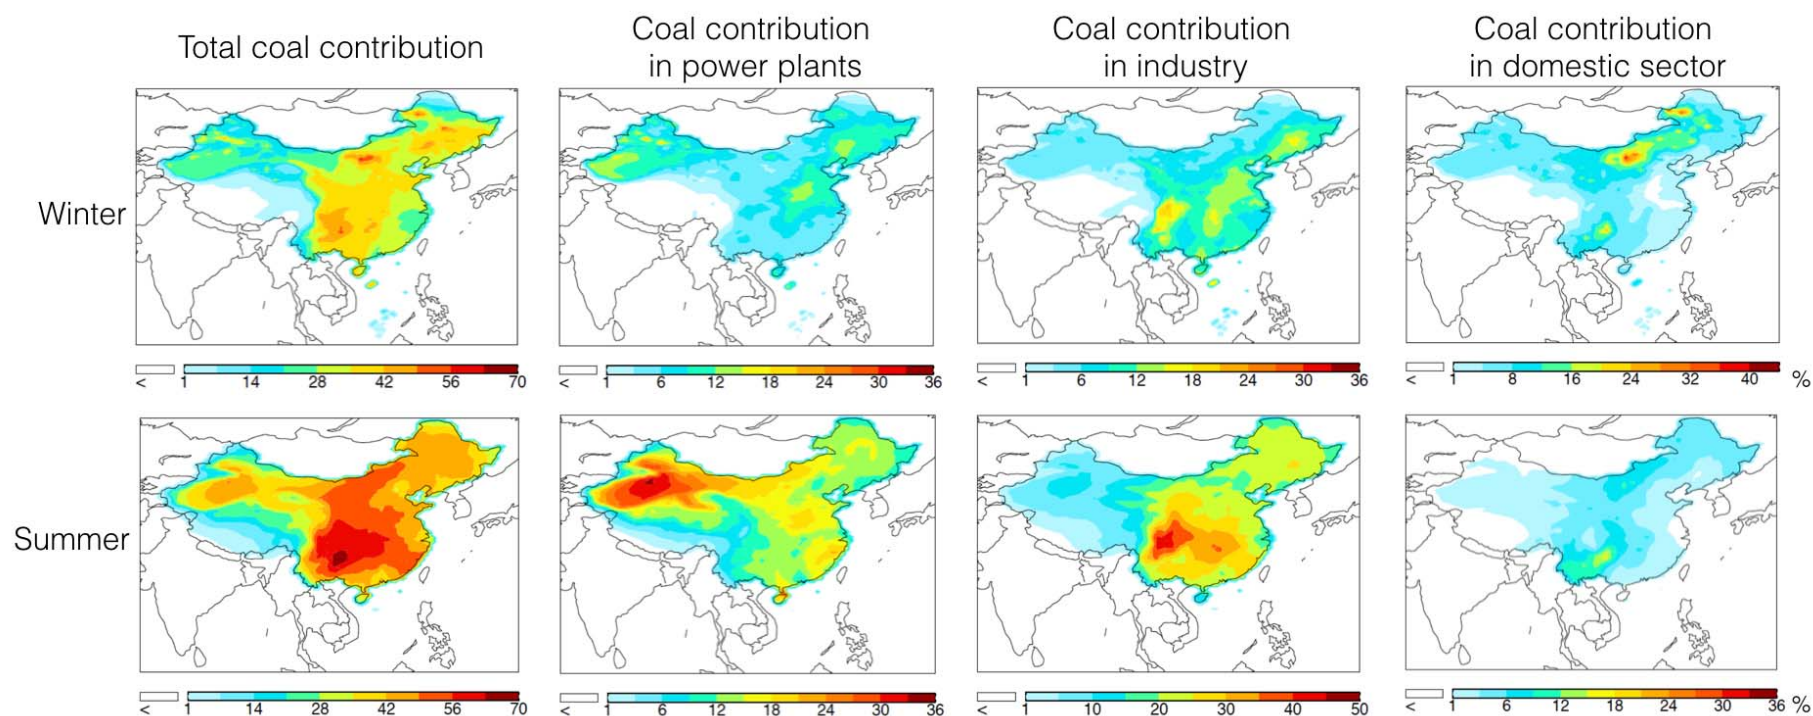 Total coal contribution
Coal contribution
in power plants
Coal contribution
in industry
Coal contribution
in domestic sector
Winter
< 1 14 28 42 56 70
< 1 6 12 18 24 30 36
< 1 6 12 18 24 30 36
< 1 8 16 24 32 40 %
Summer
< 1 14 28 42 56 70
< 6 12 18 24 30 36
< 1 10 20 30 40 50
< 1 6 12 18 24 30 36 %